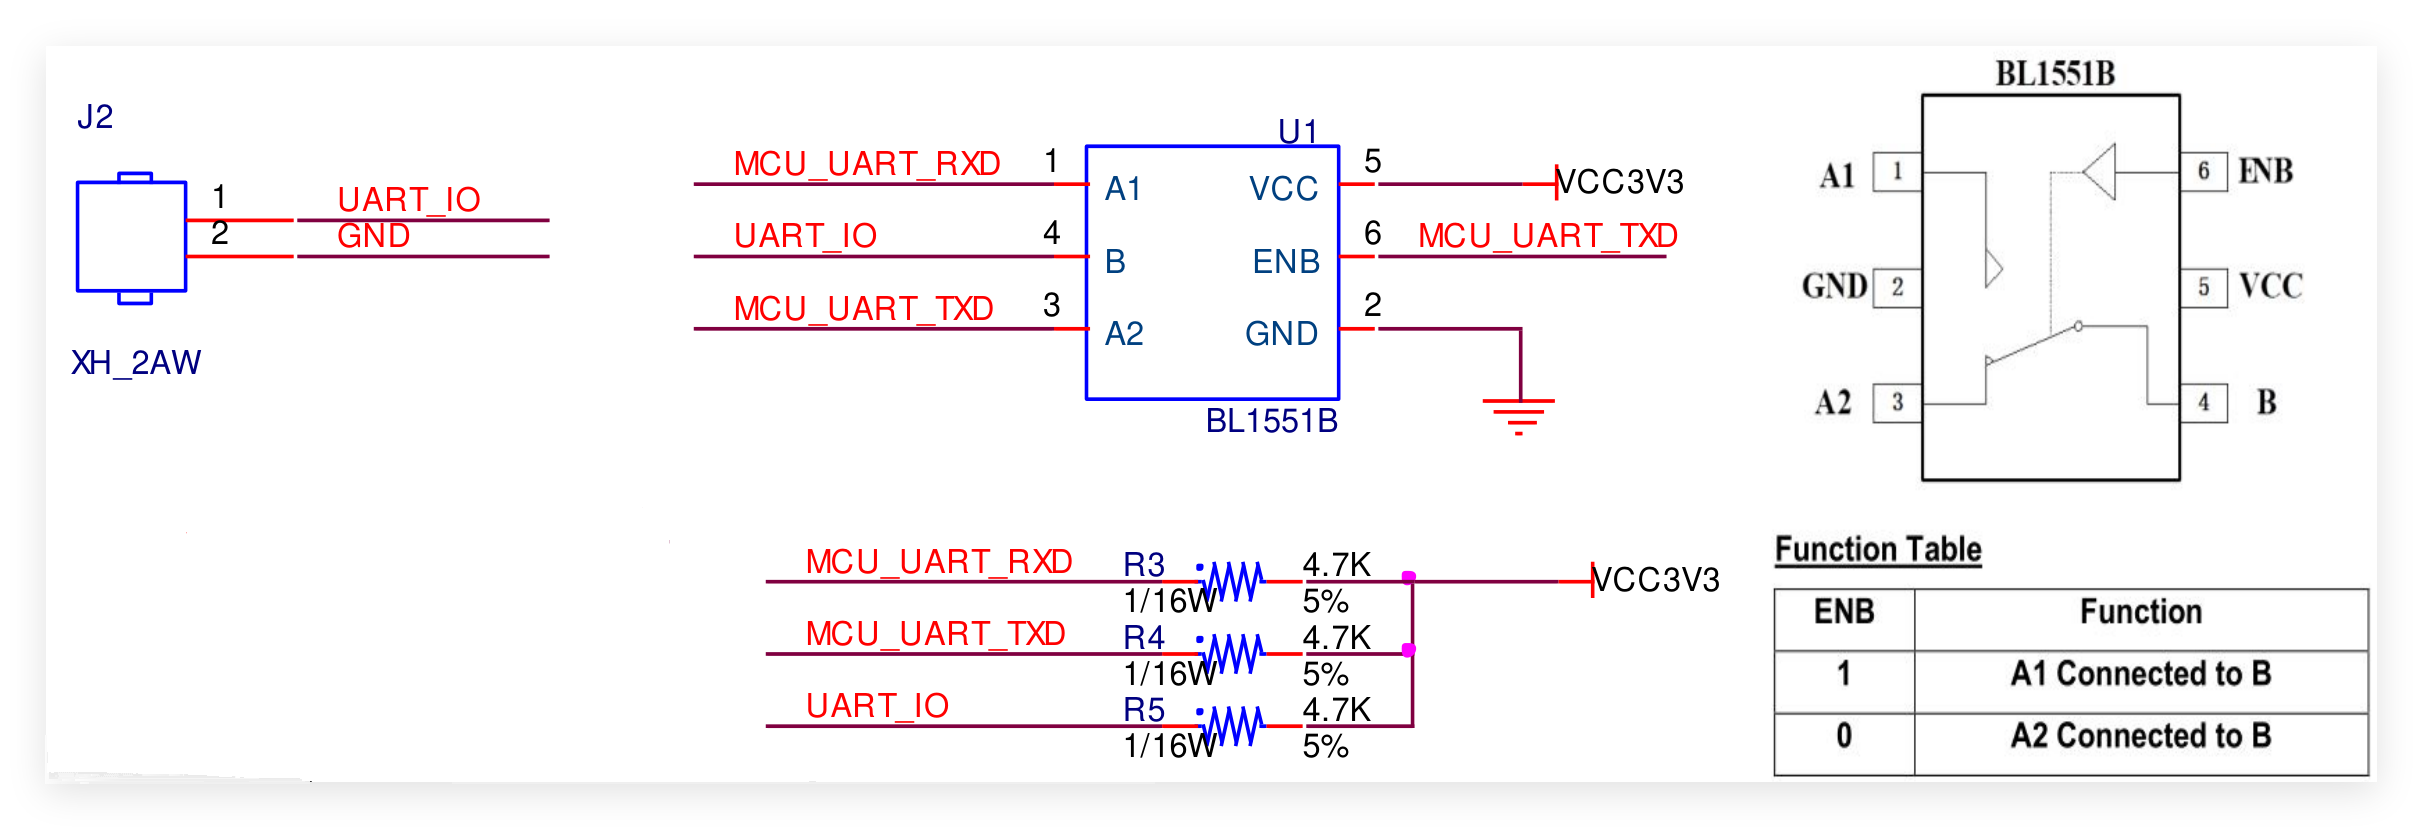 J2
1
UART_IO
2
GND
XH_2AW
U1
MCU_UART_RXD
1
A1
VCC
5
VCC3V3
UART_IO
4
B
ENB
6
MCU_UART_TXD
MCU_UART_TXD
3
A2
GND
2
BL1551B
MCU_UART_RXD
R3
4.7K
VCC3V3
1/16W
5%
MCU_UART_TXD
R4
4.7K
1/16W
5%
UART_IO
R5
4.7K
1/16W
5%
BL1551B
A1
1
6
ENB
GND
2
5
VCC
A2
3
4
B
Function Table
ENB
Function
1
A1 Connected to B
0
A2 Connected to B